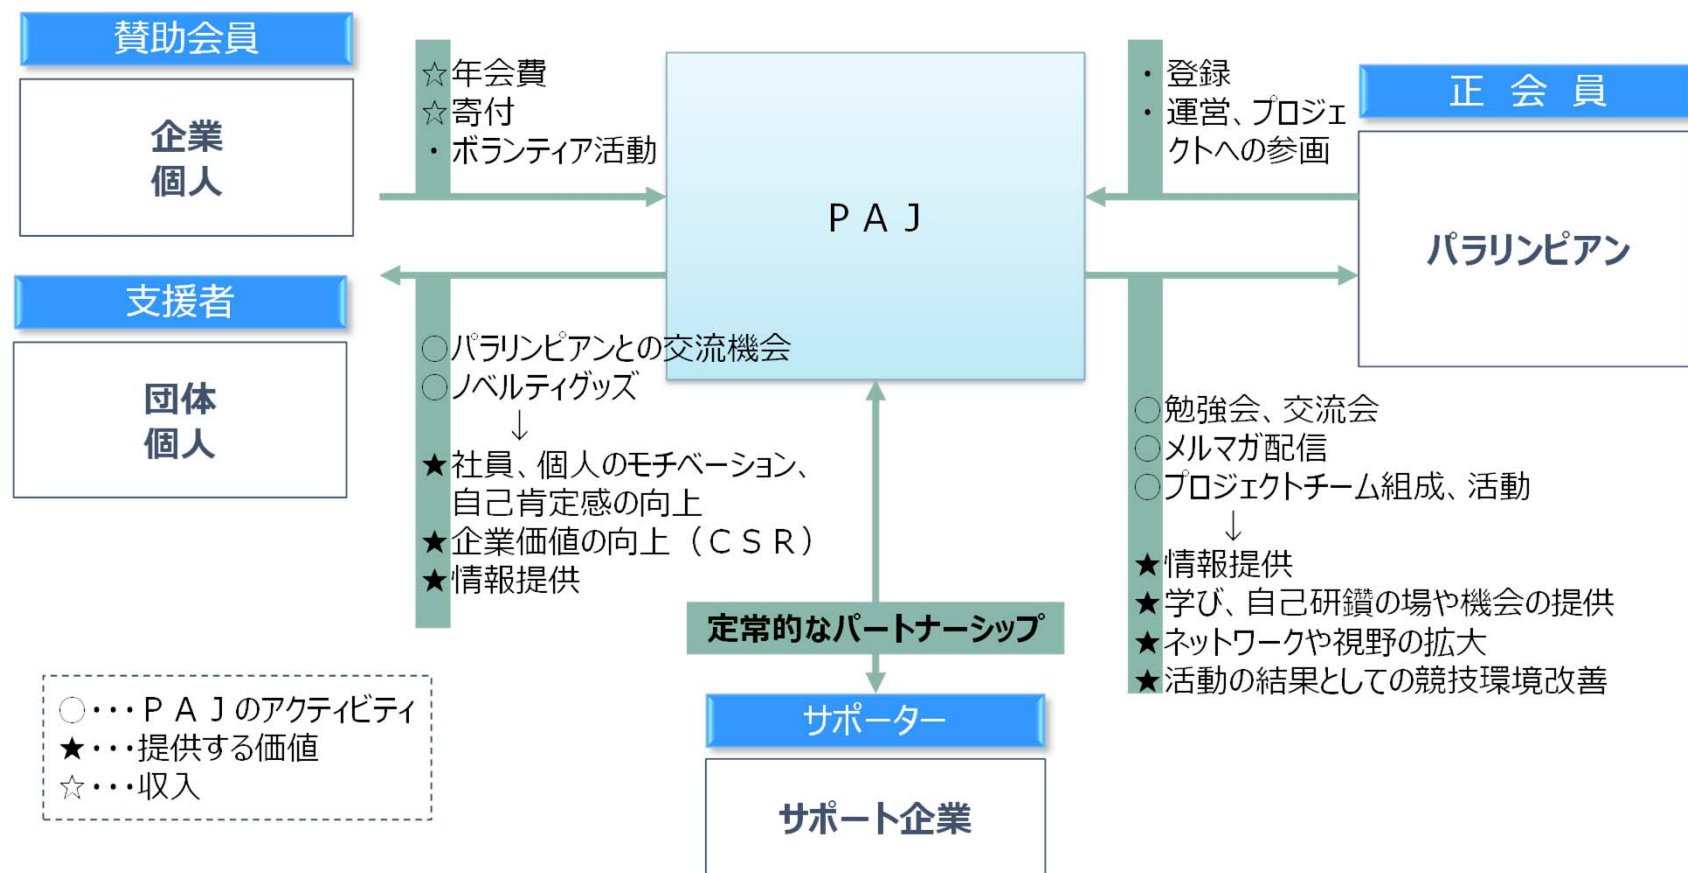 賛助会員
企業
個人
支援者
団体
個人
☆年会費
☆寄付
・ボランティア活動
○パラリンピアンとの交流機会
○ノベルティグッズ
↓
★社員、個人のモチベーション、
自己肯定感の向上
★企業価値の向上（ＣＳＲ）
★情報提供
ＰＡＪ
定常的なパートナーシップ
サポーター
サポート企業
・登録
・運営、プロジェ
クトへの参画
正 会 員
パラリンピアン
○勉強会、交流会
○メルマガ配信
○プロジェクトチーム組成、活動
↓
★情報提供
★学び、自己研鑽の場や機会の提供
★ネットワークや視野の拡大
★活動の結果としての競技環境改善
○・・・ＰＡＪのアクティビティ
★・・・提供する価値
☆・・・収入